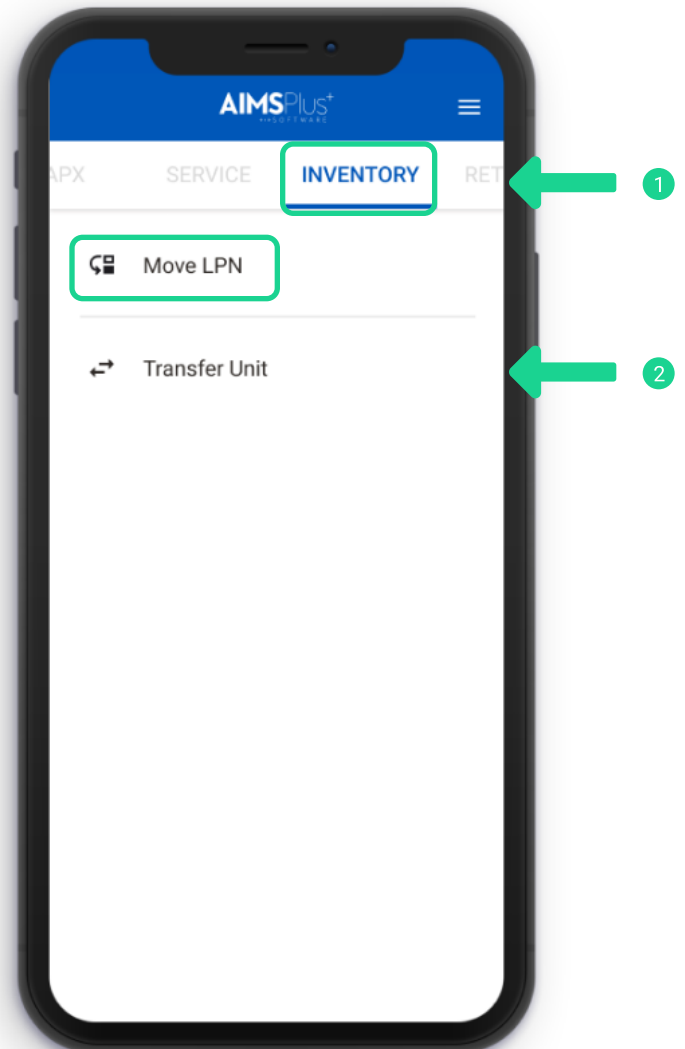 AIMSPlus+
SOFTWARE
APX SERVICE INVENTORY RET
1
Move LPN
Transfer Unit
2